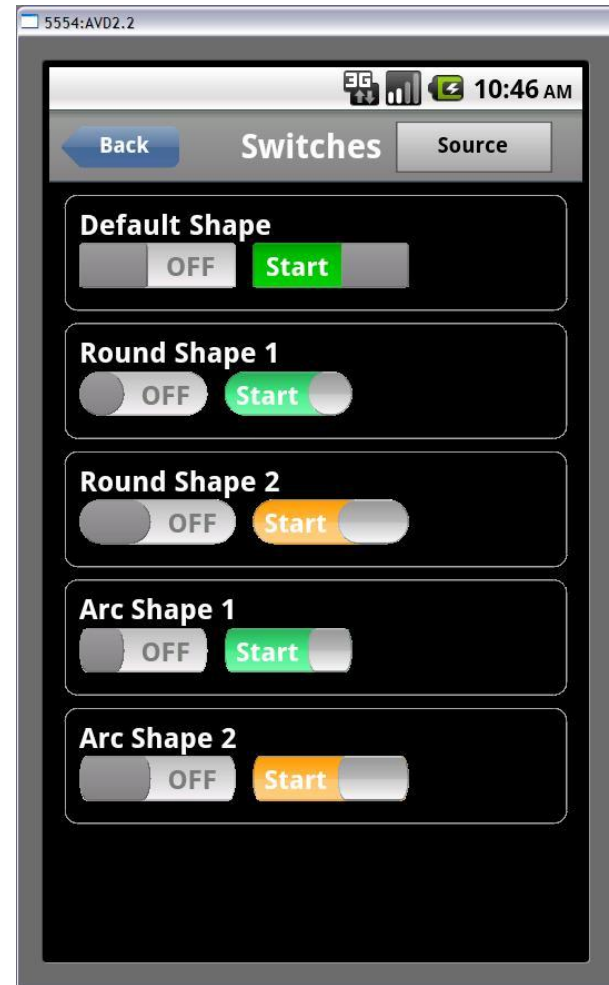 5554:AVD2.2
3G 10:46 AM
Back Switches Source
Default Shape
OFF Start
Round Shape 1
OFF Start
Round Shape 2
OFF Start
Arc Shape 1
OFF Start
Arc Shape 2
OFF Start